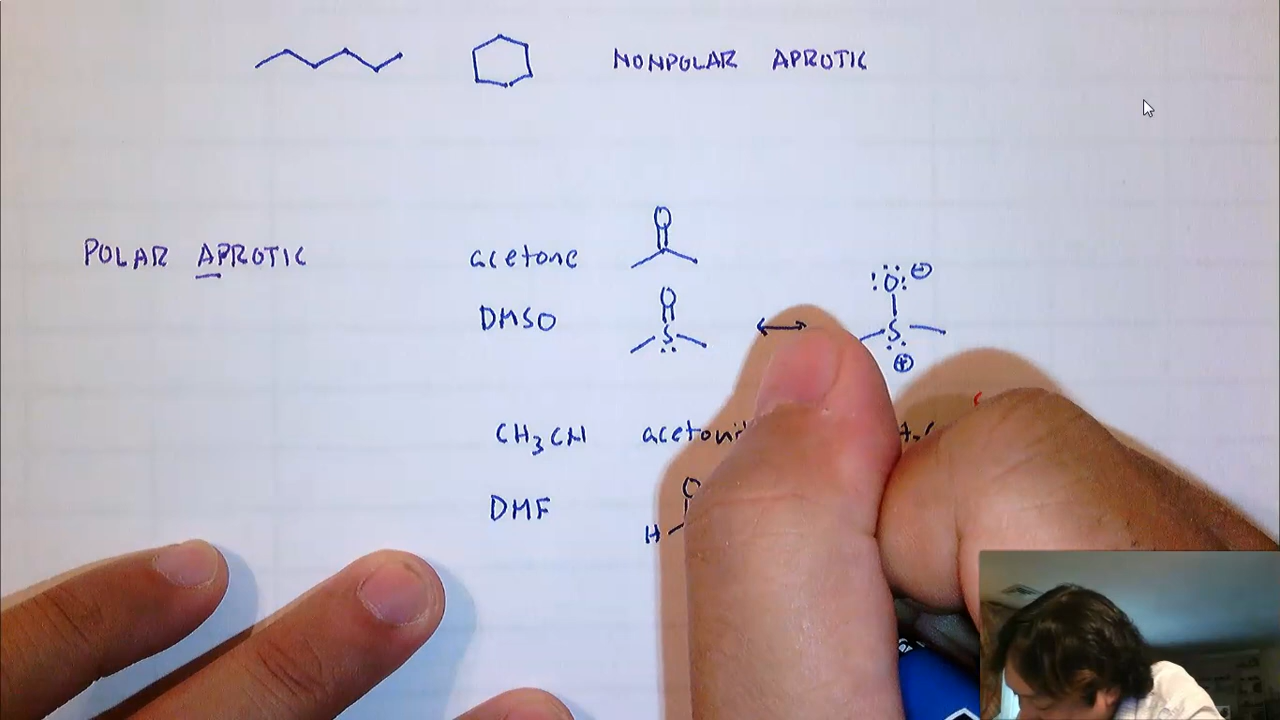 NONPOLAR APROTIC
POLAR APROTIC
acetone O
DMSO O S :O: ⊖ S ⊕
CH3CN
DMF
H